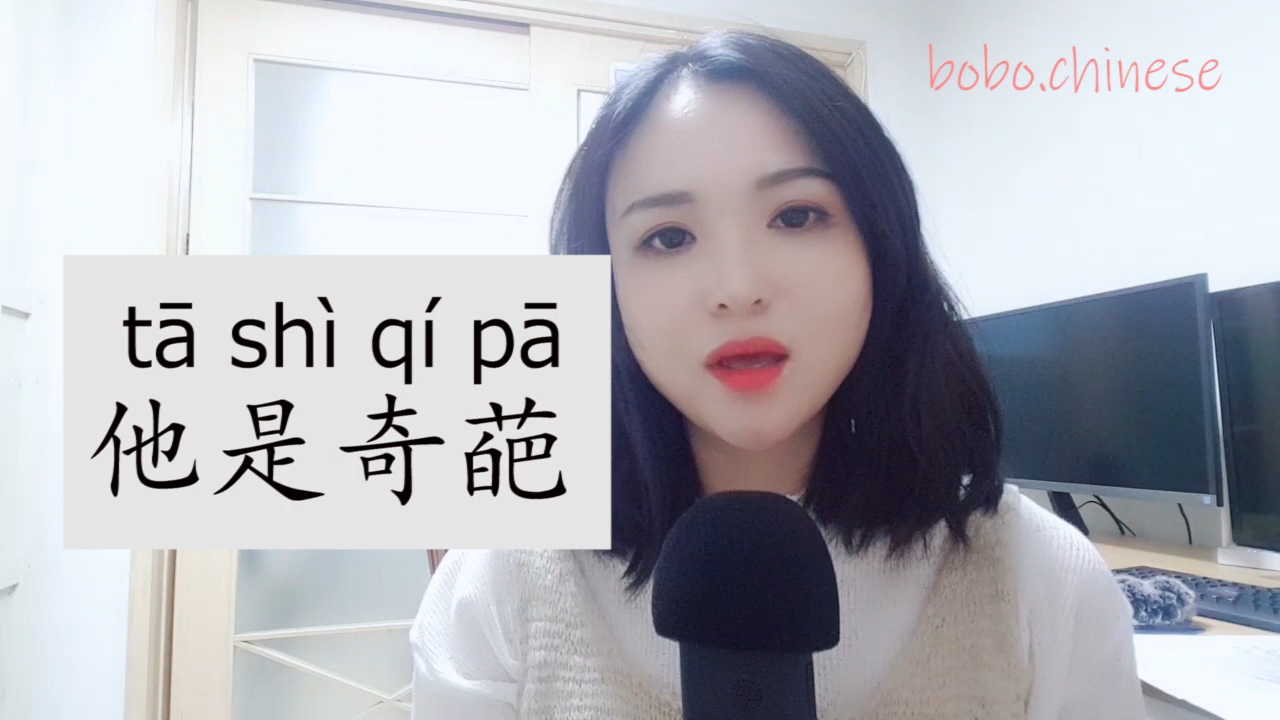 bobo.chinese
tā shì qí pā
他是奇葩